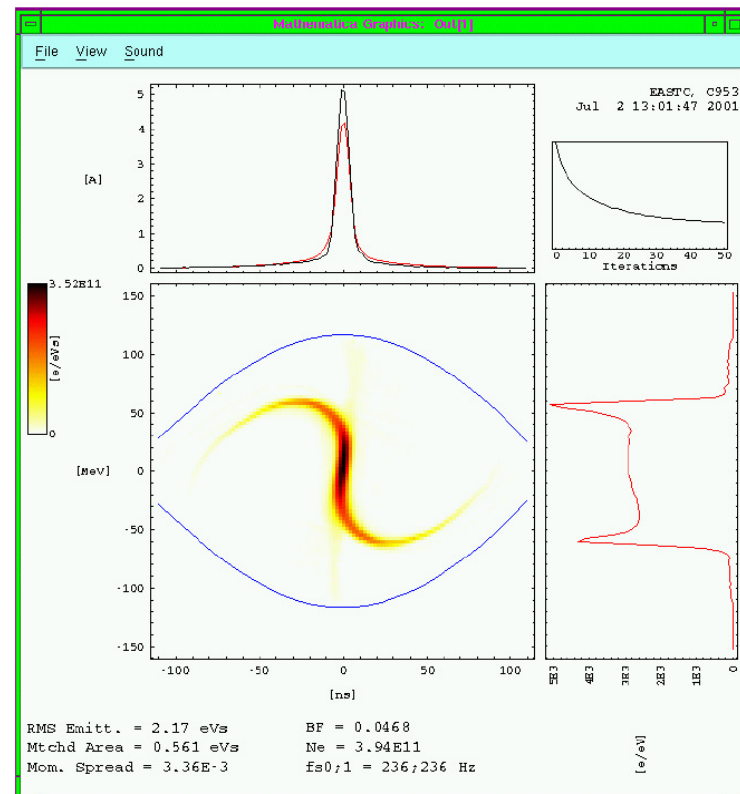 Mathematica Graphics: Out[1]
File View Sound
EASTC, C953
Jul 2 13:01:47 2001
5
4
3
2
1
0
[A]
0 10 20 30 40 50
Iterations
3.52E11
[e/eVs]
0
150
100
50
0
-50
-100
-150
[MeV]
-100 -50 0 50 100
[ns]
5E3 4E3 3E3 2E3 1E3 0
[e/eV]
RMS Emitt. = 2.17 eVs BF = 0.0468
Mtchd Area = 0.561 eVs Ne = 3.94E11
Mom. Spread = 3.36E-3 fs0;1 = 236;236 Hz